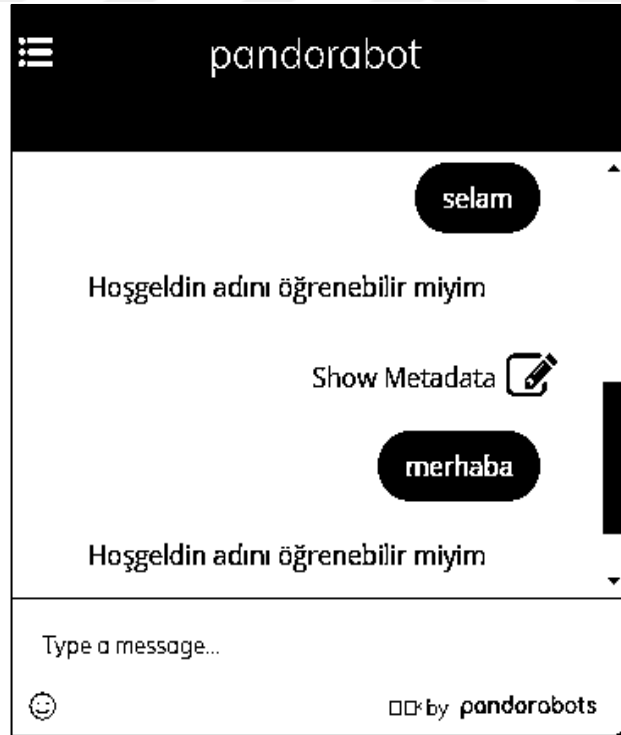 pandorabot
selam
Hoşgeldin adını öğrenebilir miyim
Show Metadata
merhaba
Hoşgeldin adını öğrenebilir miyim
Type a message...
by pandorabots